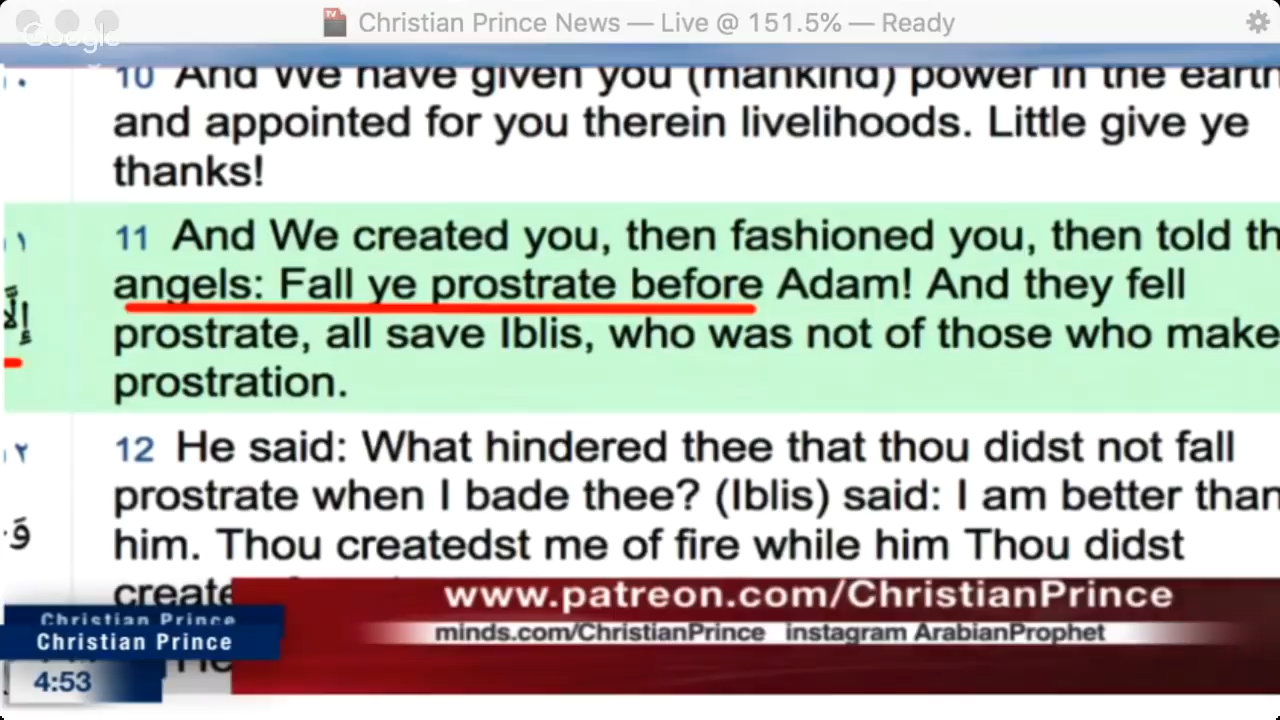 Christian Prince News — Live @ 151.5% — Ready
Google
10 And We have given you (mankind) power in the earth
and appointed for you therein livelihoods. Little give ye
thanks!
11 And We created you, then fashioned you, then told th
angels: Fall ye prostrate before Adam! And they fell
prostrate, all save Iblis, who was not of those who make
prostration.
12 He said: What hindered thee that thou didst not fall
prostrate when I bade thee? (Iblis) said: I am better than
him. Thou createdst me of fire while him Thou didst
create
www.patreon.com/ChristianPrince
minds.com/ChristianPrince instagram ArabianProphet
Christian Prince
Christian Prince
He
4:53